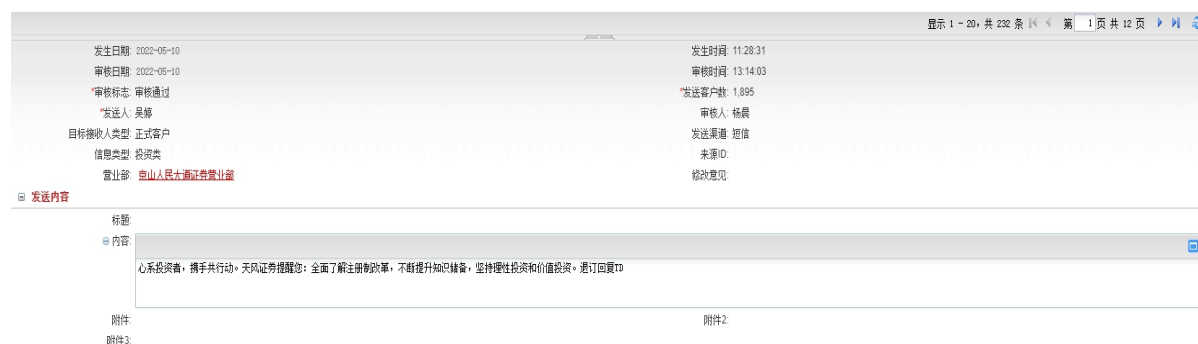 显示 1 - 20，共 232 条 第 1 页 共 12 页
发生日期: 2022-05-10 发生时间: 11:28:31
审核日期: 2022-05-10 审核时间: 13:14:03
*审核标志: 审核通过 *发送客户数: 1,895
*发送人: 吴婷 审核人: 杨晨
目标接收人类型: 正式客户 发送渠道: 短信
信息类型: 投资类 来源ID:
营业部: 京山人民大道证券营业部 修改意见:
发送内容
标题:
内容:
心系投资者，携手共行动。天风证券提醒您：全面了解注册制改革，不断提升知识储备，坚持理性投资和价值投资。退订回复TD
附件: 附件2:
附件3: